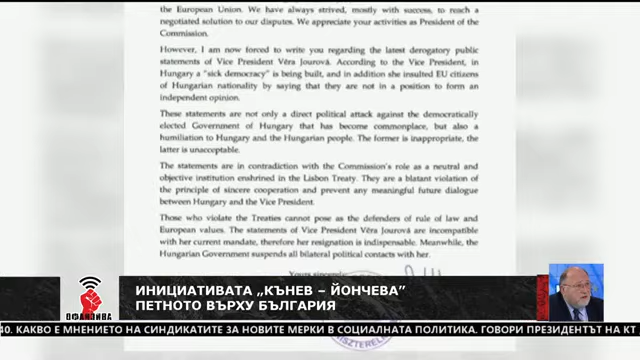 the European Union. We have always strived, mostly with success, to reach a
negotiated solution to our disputes. We appreciate your activities as President of the
Commission.
However, I am now forced to write you regarding the latest derogatory public
statements of Vice President Věra Jourová. According to the Vice President, in
Hungary a “sick democracy” is being built, and in addition she insulted EU citizens
of Hungarian nationality by saying that they are not in a position to form an
independent opinion.
These statements are not only a direct political attack against the democratically
elected Government of Hungary that has become commonplace, but also a
humiliation to Hungary and the Hungarian people. The former is inappropriate, the
latter is unacceptable.
The statements are in contradiction with the Commission's role as a neutral and
objective institution enshrined in the Lisbon Treaty. They are a blatant violation of
the principle of sincere cooperation and prevent any meaningful future dialogue
between Hungary and the Vice President.
Those who violate the Treaties cannot pose as the defenders of rule of law and
European values. The statements of Vice President Věra Jourová are incompatible
with her current mandate, therefore her resignation is indispensable. Meanwhile, the
Hungarian Government suspends all bilateral political contacts with her.
Yours sincerely
ОФАНЗИВА
ИНИЦИАТИВАТА „КЪНЕВ – ЙОНЧЕВА”
ПЕТНОТО ВЪРХУ БЪЛГАРИЯ
40. КАКВО Е МНЕНИЕТО НА СИНДИКАТИТЕ ЗА НОВИТЕ МЕРКИ В СОЦИАЛНАТА ПОЛИТИКА. ГОВОРИ ПРЕЗИДЕНТЪТ НА КТ